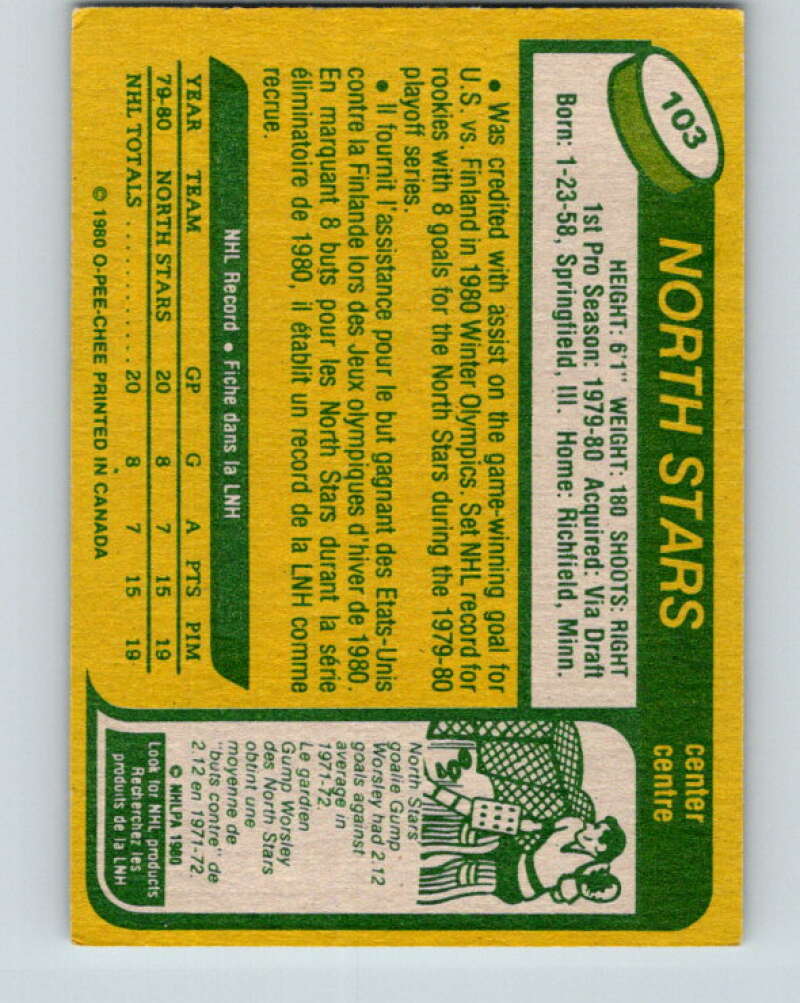 103
NORTH STARS
center
centre
HEIGHT: 6'1" WEIGHT: 180 SHOOTS: RIGHT
1st Pro Season: 1979-80 Acquired: Via Draft
Born: 1-23-58, Springfield, Ill. Home: Richfield, Minn.
• Was credited with assist on the game-winning goal for
U.S. vs. Finland in 1980 Winter Olympics. Set NHL record for
rookies with 8 goals for the North Stars during the 1979-80
playoff series.
• Il fournit l'assistance pour le but gagnant des Etats-Unis
contre la Finlande lors des Jeux olympiques d'hiver de 1980.
En marquant 8 buts pour les North Stars durant la série
éliminatoire de 1980, il établit un record de la LNH comme
recrue.
NHL Record • Fiche dans la LNH
YEAR TEAM GP G A PTS PIM
79-80 NORTH STARS 20 8 7 15 19
NHL TOTALS ........... 20 8 7 15 19
© 1980 O-PEE-CHEE PRINTED IN CANADA
North Stars
goalie Gump
Worsley had 2.12
goals against
average in
1971-72.
Le gardien
Gump Worsley
des North Stars
obtint une
moyenne de
"buts contre" de
2.12 en 1971-72.
© NHLPA 1980
Look for NHL products
Recherchez les
produits de la LNH